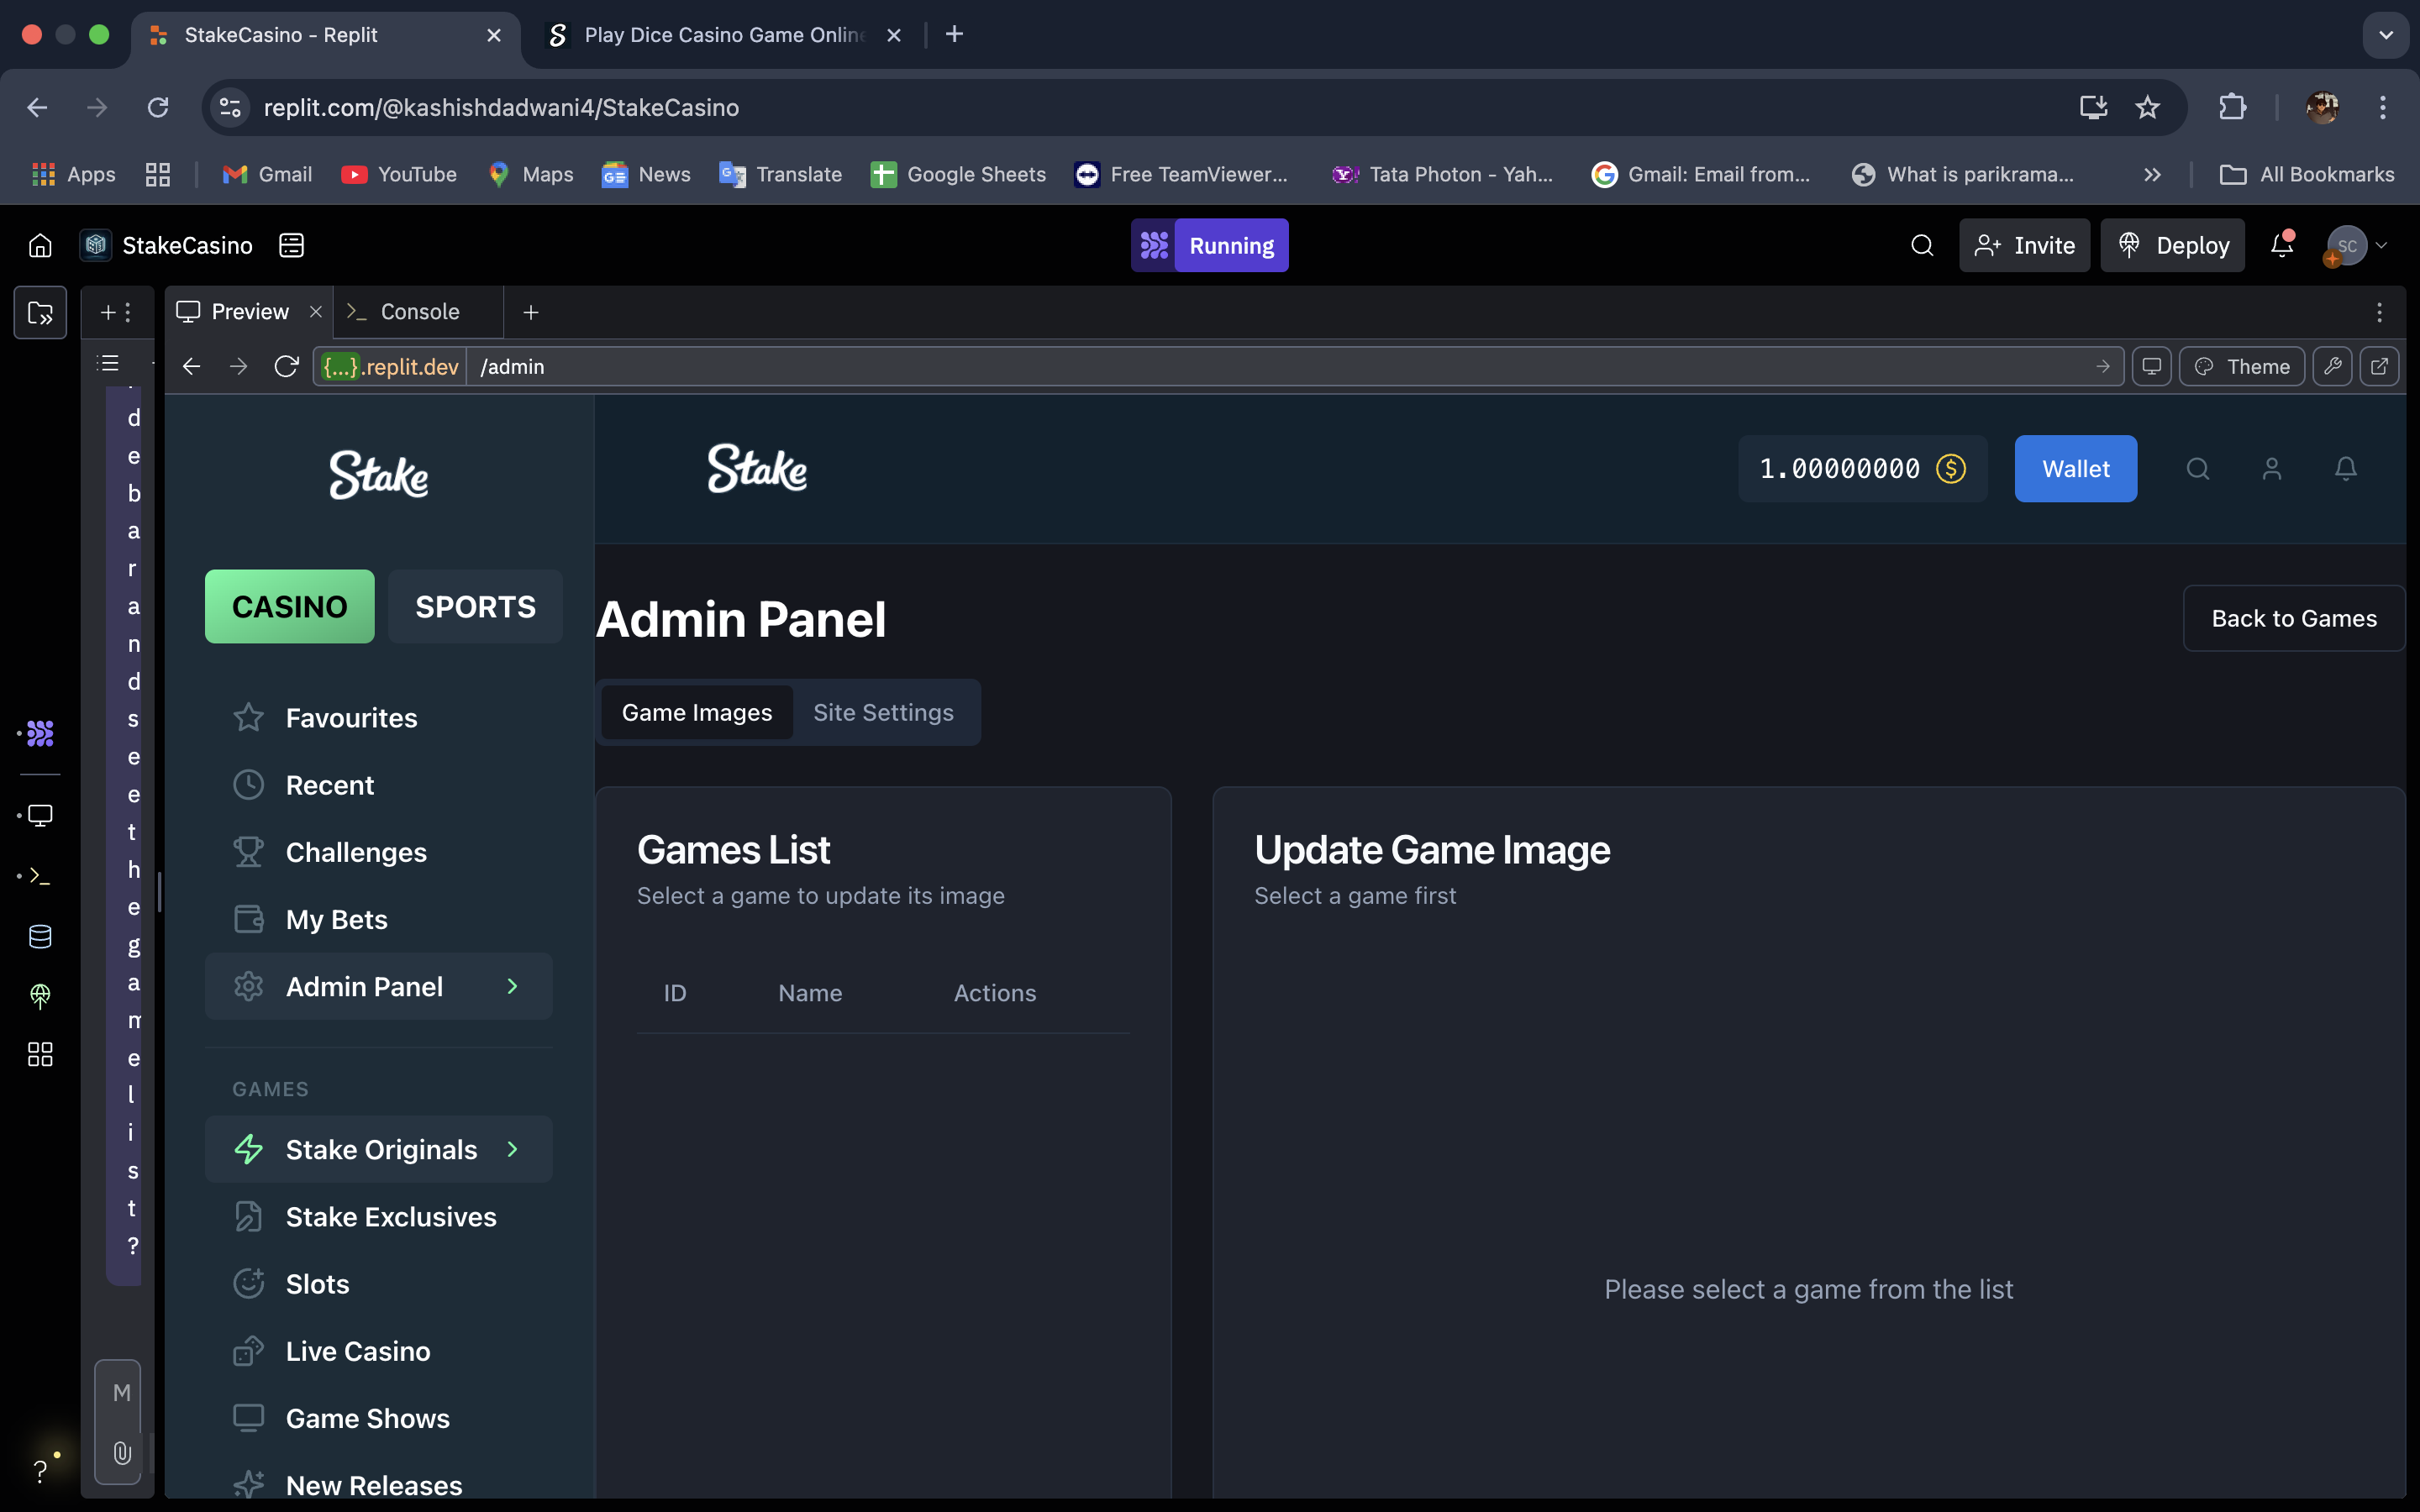 StakeCasino - Replit
Play Dice Casino Game Online
replit.com/@kashishdadwani4/StakeCasino
Apps
Gmail
YouTube
Maps
News
Translate
Google Sheets
Free TeamViewer...
Tata Photon - Yah...
Gmail: Email from...
What is parikrama...
All Bookmarks
StakeCasino
Running
Invite
Deploy
SC
Preview
Console
{...}.replit.dev
/admin
Theme
d
e
b
a
r
a
n
d
s
e
e
t
h
e
g
a
m
e
l
i
s
t
?
M
?
Stake
CASINO
SPORTS
Favourites
Recent
Challenges
My Bets
Admin Panel
GAMES
Stake Originals
Stake Exclusives
Slots
Live Casino
Game Shows
New Releases
Stake
1.00000000
Wallet
Admin Panel
Back to Games
Game Images
Site Settings
Games List
Select a game to update its image
ID
Name
Actions
Update Game Image
Select a game first
Please select a game from the list